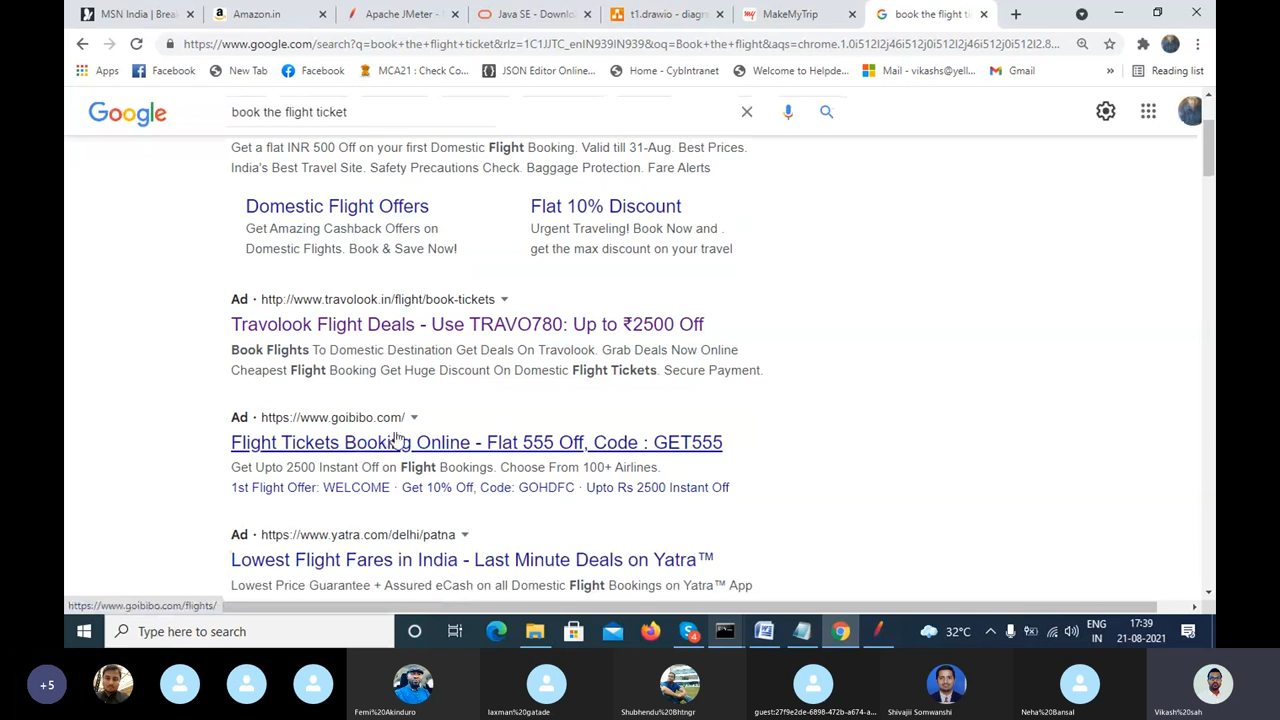 MSN India | Brea
Amazon.in
Apache JMeter -
Java SE - Downlo
t1.drawio - diagr
MakeMyTrip
book the flight ti
https://www.google.com/search?q=book+the+flight+ticket&rlz=1C1JJTC_enIN939IN939&oq=Book+the+flight&aqs=chrome.1.0i512l2j46i512j0i512l2j46i512j0i512l2.8...
Apps
Facebook
New Tab
Facebook
MCA21 : Check Co...
JSON Editor Online...
Home - CybIntranet
Welcome to Helpde...
Mail - vikashs@yell...
Gmail
»
Reading list
Google
book the flight ticket
Get a flat INR 500 Off on your first Domestic Flight Booking. Valid till 31-Aug. Best Prices.
India's Best Travel Site. Safety Precautions Check. Baggage Protection. Fare Alerts
Domestic Flight Offers
Get Amazing Cashback Offers on
Domestic Flights. Book & Save Now!
Flat 10% Discount
Urgent Traveling! Book Now and .
get the max discount on your travel
Ad · http://www.travolook.in/flight/book-tickets
Travolook Flight Deals - Use TRAVO780: Up to ₹2500 Off
Book Flights To Domestic Destination Get Deals On Travolook. Grab Deals Now Online
Cheapest Flight Booking Get Huge Discount On Domestic Flight Tickets. Secure Payment.
Ad · https://www.goibibo.com/
Flight Tickets Booking Online - Flat 555 Off, Code : GET555
Get Upto 2500 Instant Off on Flight Bookings. Choose From 100+ Airlines.
1st Flight Offer: WELCOME · Get 10% Off, Code: GOHDFC · Upto Rs 2500 Instant Off
Ad · https://www.yatra.com/delhi/patna
Lowest Flight Fares in India - Last Minute Deals on Yatra™
Lowest Price Guarantee + Assured eCash on all Domestic Flight Bookings on Yatra™ App
https://www.goibibo.com/flights/
Type here to search
32°C
ENG
IN
17:39
21-08-2021
+5
Femi%20Akinduro
laxman%20gatade
Shubhendu%20Bhtngr
guest:27f9e2de-6898-472b-a674-a...
Shivajii Somwanshi
Neha%20Bansal
Vikash%20sah